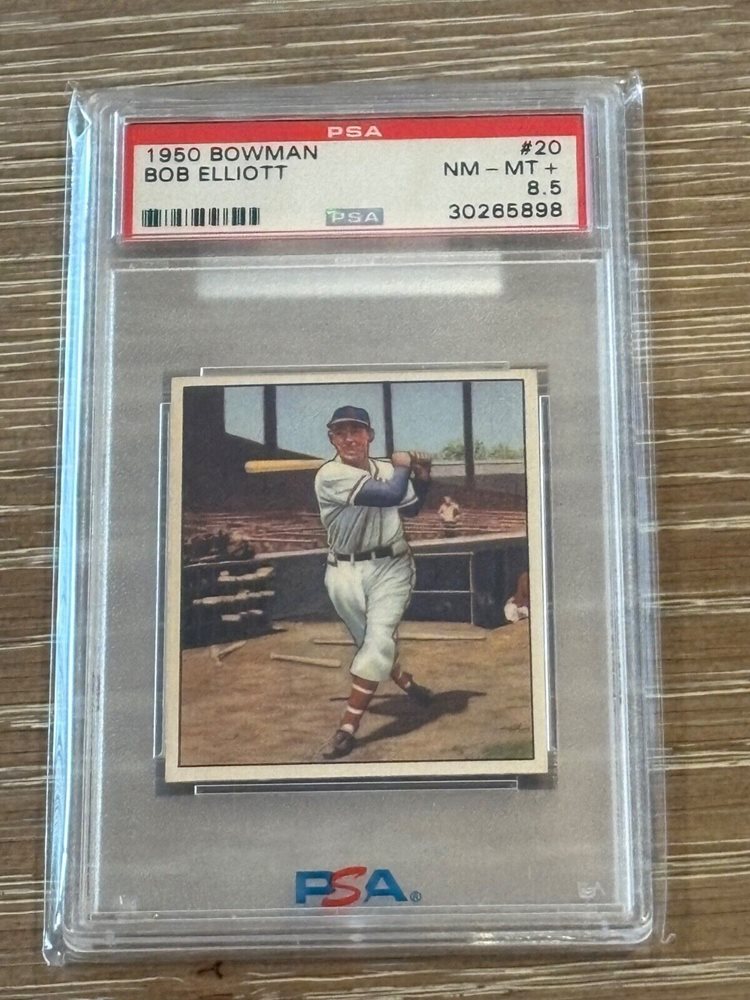 PSA
1950 BOWMAN #20
BOB ELLIOTT NM - MT +
8.5
PSA 30265898
PSA®